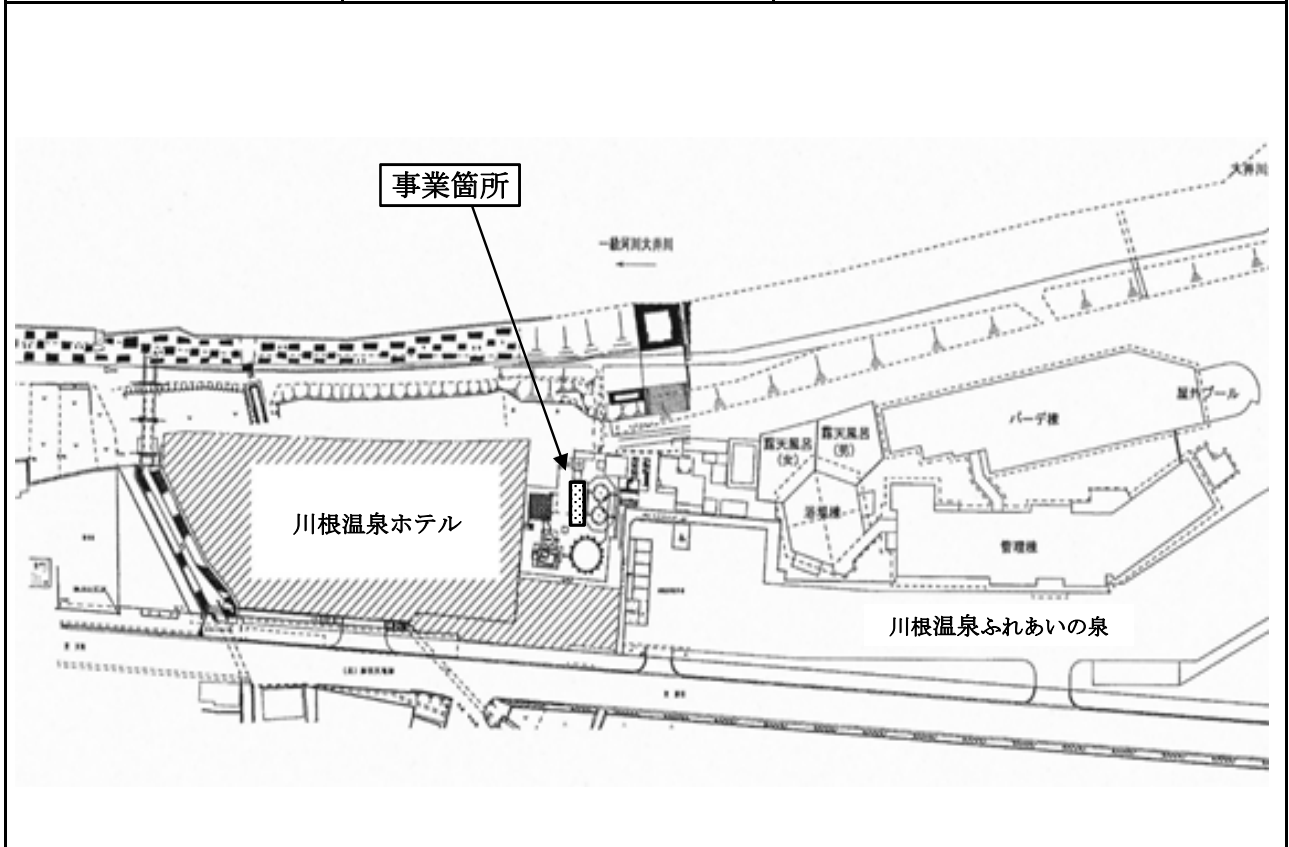 事業箇所
大井川
一級河川大井川
屋外プール
バーデ棟
露天風呂
(男)
露天風呂
(女)
川根温泉ホテル
浴場棟
管理棟
川根温泉ふれあいの泉